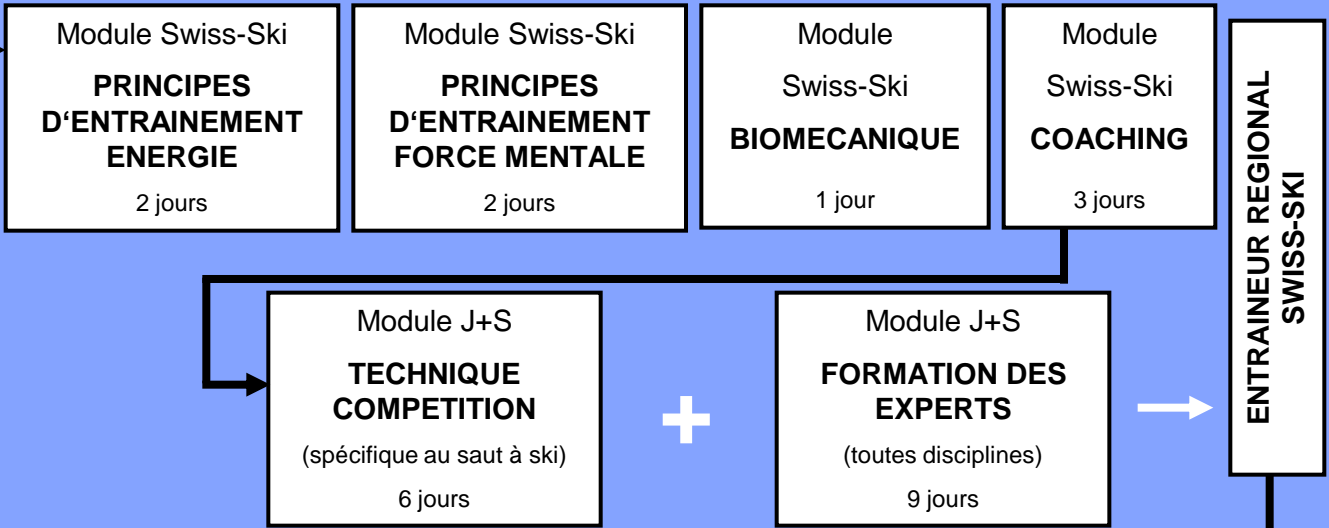 Module Swiss-Ski
PRINCIPES
D‘ENTRAINEMENT
ENERGIE
2 jours
Module Swiss-Ski
PRINCIPES
D‘ENTRAINEMENT
FORCE MENTALE
2 jours
Module
Swiss-Ski
BIOMECANIQUE
1 jour
Module
Swiss-Ski
COACHING
3 jours
ENTRAINEUR REGIONAL
SWISS-SKI
Module J+S
TECHNIQUE
COMPETITION
(spécifique au saut à ski)
6 jours
+
Module J+S
FORMATION DES
EXPERTS
(toutes disciplines)
9 jours